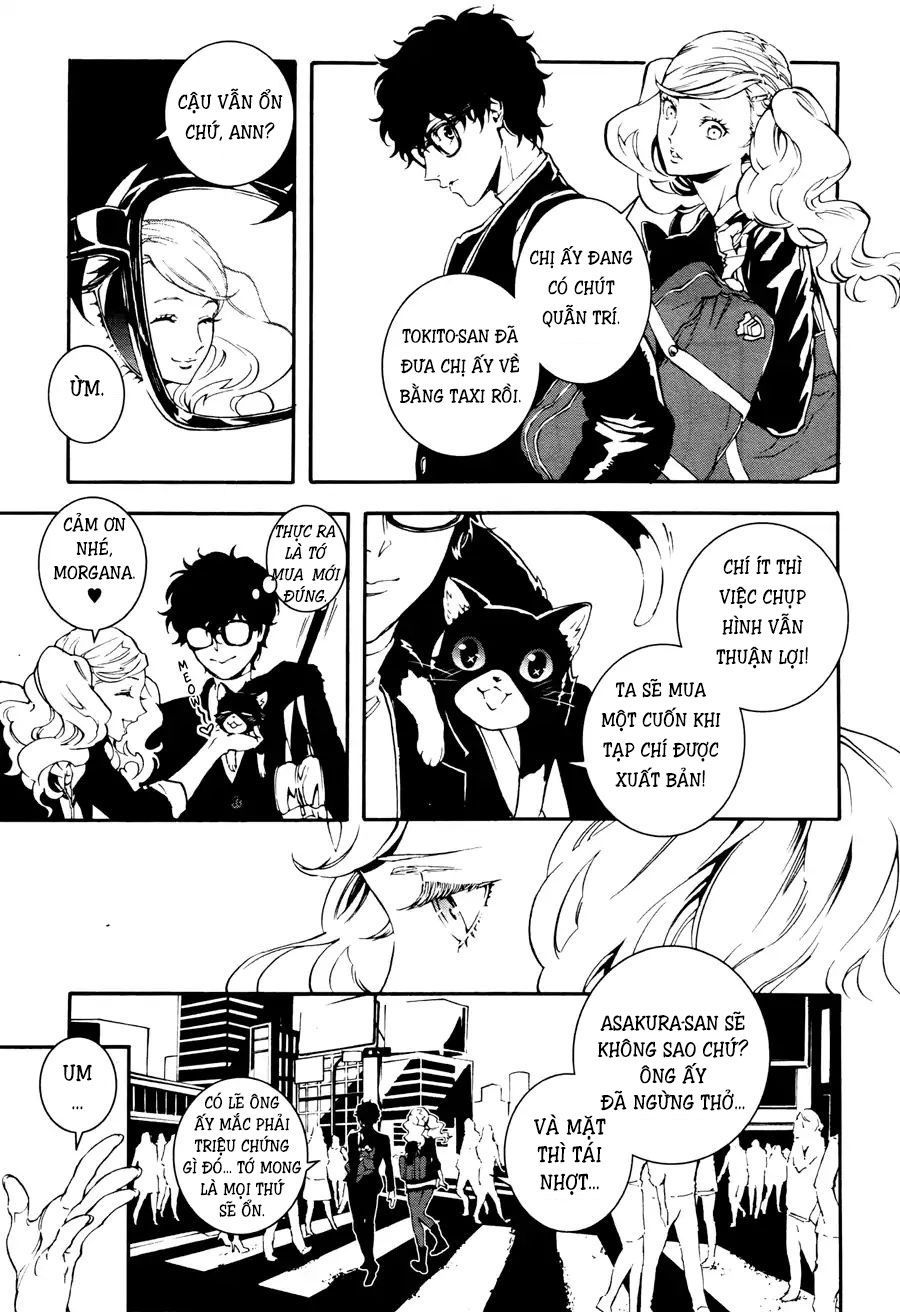 CHỊ ẤY ĐANG
CÓ CHÚT
QUẪN TRÍ.
TOKITO-SAN ĐÃ
ĐƯA CHỊ ẤY VỀ
BẰNG TAXI RỒI.
CẬU VẪN ỔN
CHỨ, ANN?
ỪM.
CHÍ ÍT THÌ
VIỆC CHỤP
HÌNH VẪN
THUẬN LỢI!
TA SẼ MUA
MỘT CUỐN KHI
TẠP CHÍ ĐƯỢC
XUẤT BẢN!
THỰC RA
LÀ TỚ
MUA MỚI
ĐÚNG.
CẢM ƠN
NHÉ,
MORGANA.
♥
MEOW
ASAKURA-SAN SẼ
KHÔNG SAO CHỨ?
ÔNG ẤY
ĐÃ NGỪNG THỞ...
VÀ MẶT
THÌ TÁI
NHỢT...
CÓ LẼ ÔNG
ẤY MẮC PHẢI
TRIỆU CHỨNG
GÌ ĐÓ... TỚ MONG
LÀ MỌI THỨ
SẼ ỔN.
UM
...